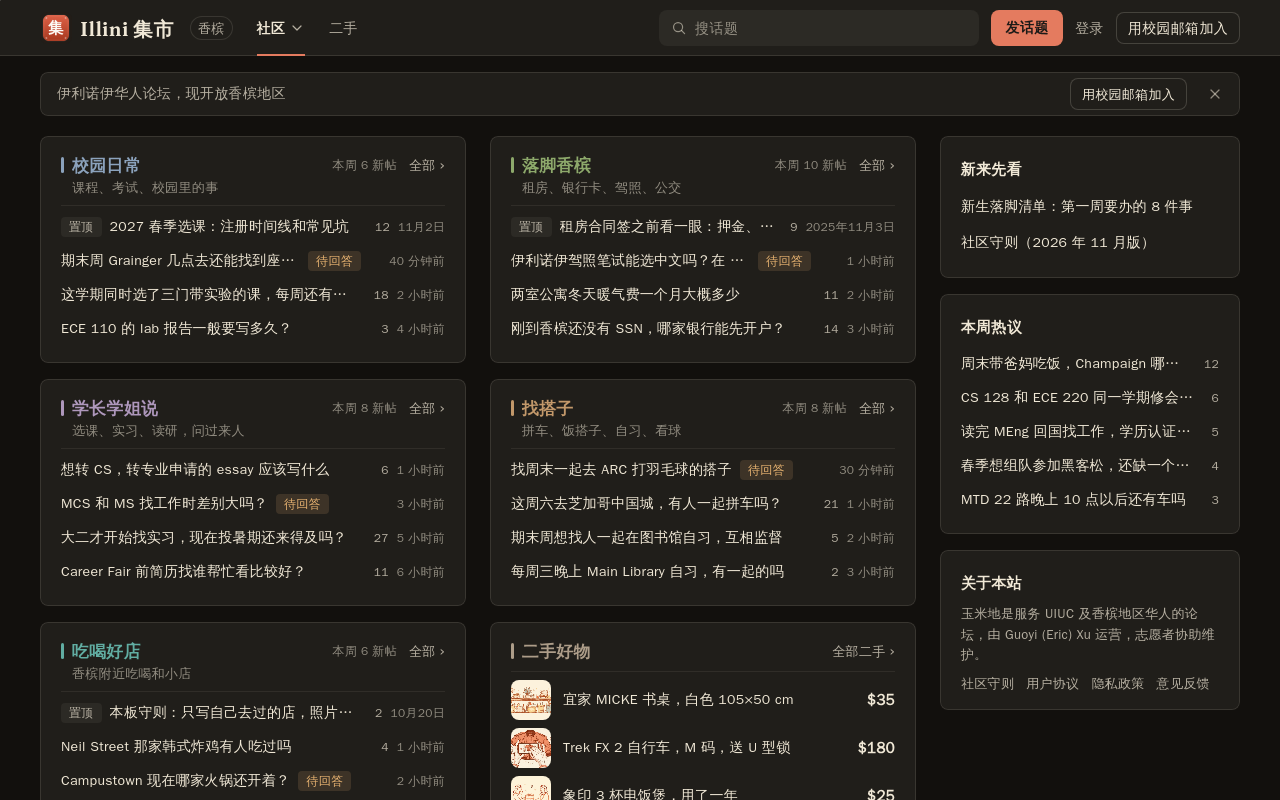 集 Illini 集市 香槟 社区 二手 搜话题 发话题 登录 用校园邮箱加入
伊利诺伊华人论坛，现开放香槟地区 用校园邮箱加入
校园日常 本周 6 新帖 全部 ›
课程、考试、校园里的事
置顶 2027 春季选课：注册时间线和常见坑 12 11月2日
期末周 Grainger 几点去还能找到座⋯ 待回答 40 分钟前
这学期同时选了三门带实验的课，每周还有⋯ 18 2 小时前
ECE 110 的 lab 报告一般要写多久？ 3 4 小时前
落脚香槟 本周 10 新帖 全部 ›
租房、银行卡、驾照、公交
置顶 租房合同签之前看一眼：押金、⋯ 9 2025年11月3日
伊利诺伊驾照笔试能选中文吗？在 ⋯ 待回答 1 小时前
两室公寓冬天暖气费一个月大概多少 11 2 小时前
刚到香槟还没有 SSN，哪家银行能先开户？ 14 3 小时前
学长学姐说 本周 8 新帖 全部 ›
选课、实习、读研，问过来人
想转 CS，转专业申请的 essay 应该写什么 6 1 小时前
MCS 和 MS 找工作时差别大吗？ 待回答 3 小时前
大二才开始找实习，现在投暑期还来得及吗？ 27 5 小时前
Career Fair 前简历找谁帮忙看比较好？ 11 6 小时前
找搭子 本周 8 新帖 全部 ›
拼车、饭搭子、自习、看球
找周末一起去 ARC 打羽毛球的搭子 待回答 30 分钟前
这周六去芝加哥中国城，有人一起拼车吗？ 21 1 小时前
期末周想找人一起在图书馆自习，互相监督 5 2 小时前
每周三晚上 Main Library 自习，有一起的吗 2 3 小时前
吃喝好店 本周 6 新帖 全部 ›
香槟附近吃喝和小店
置顶 本板守则：只写自己去过的店，照片⋯ 2 10月20日
Neil Street 那家韩式炸鸡有人吃过吗 4 1 小时前
Campustown 现在哪家火锅还开着？ 待回答 2 小时前
二手好物 全部二手 ›
宜家 MICKE 书桌，白色 105×50 cm $35
Trek FX 2 自行车，M 码，送 U 型锁 $180
象印 3 杯电饭煲，用了一年 $25
新来先看
新生落脚清单：第一周要办的 8 件事
社区守则（2026 年 11 月版）
本周热议
周末带爸妈吃饭，Champaign 哪⋯ 12
CS 128 和 ECE 220 同一学期修会⋯ 6
读完 MEng 回国找工作，学历认证⋯ 5
春季想组队参加黑客松，还缺一个⋯ 4
MTD 22 路晚上 10 点以后还有车吗 3
关于本站
玉米地是服务 UIUC 及香槟地区华人的论
坛，由 Guoyi (Eric) Xu 运营，志愿者协助维
护。
社区守则 用户协议 隐私政策 意见反馈